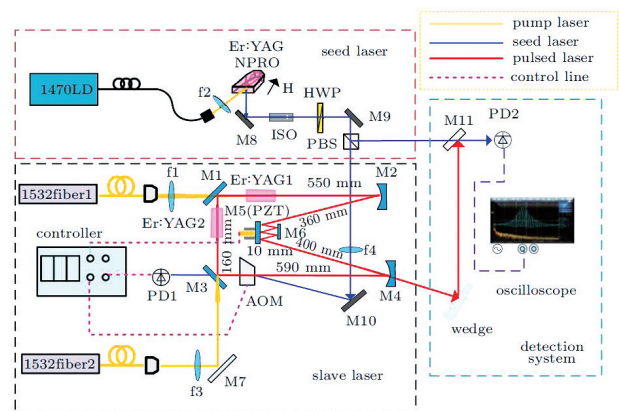 pump laser
seed laser
pulsed laser
control line
Er:YAG
NPRO
seed laser
1470LD
f2
H
HWP
M9
M8
ISO
PBS
M11
PD2
1532fiber1
f1
M1
Er:YAG1
550 mm
M2
Er:YAG2
M5(PZT)
360 mm
M6
controller
160 mm
10 mm
400 mm
f4
590 mm
PD1
M3
AOM
M4
M10
oscilloscope
wedge
1532fiber2
f3
M7
slave laser
detection
system